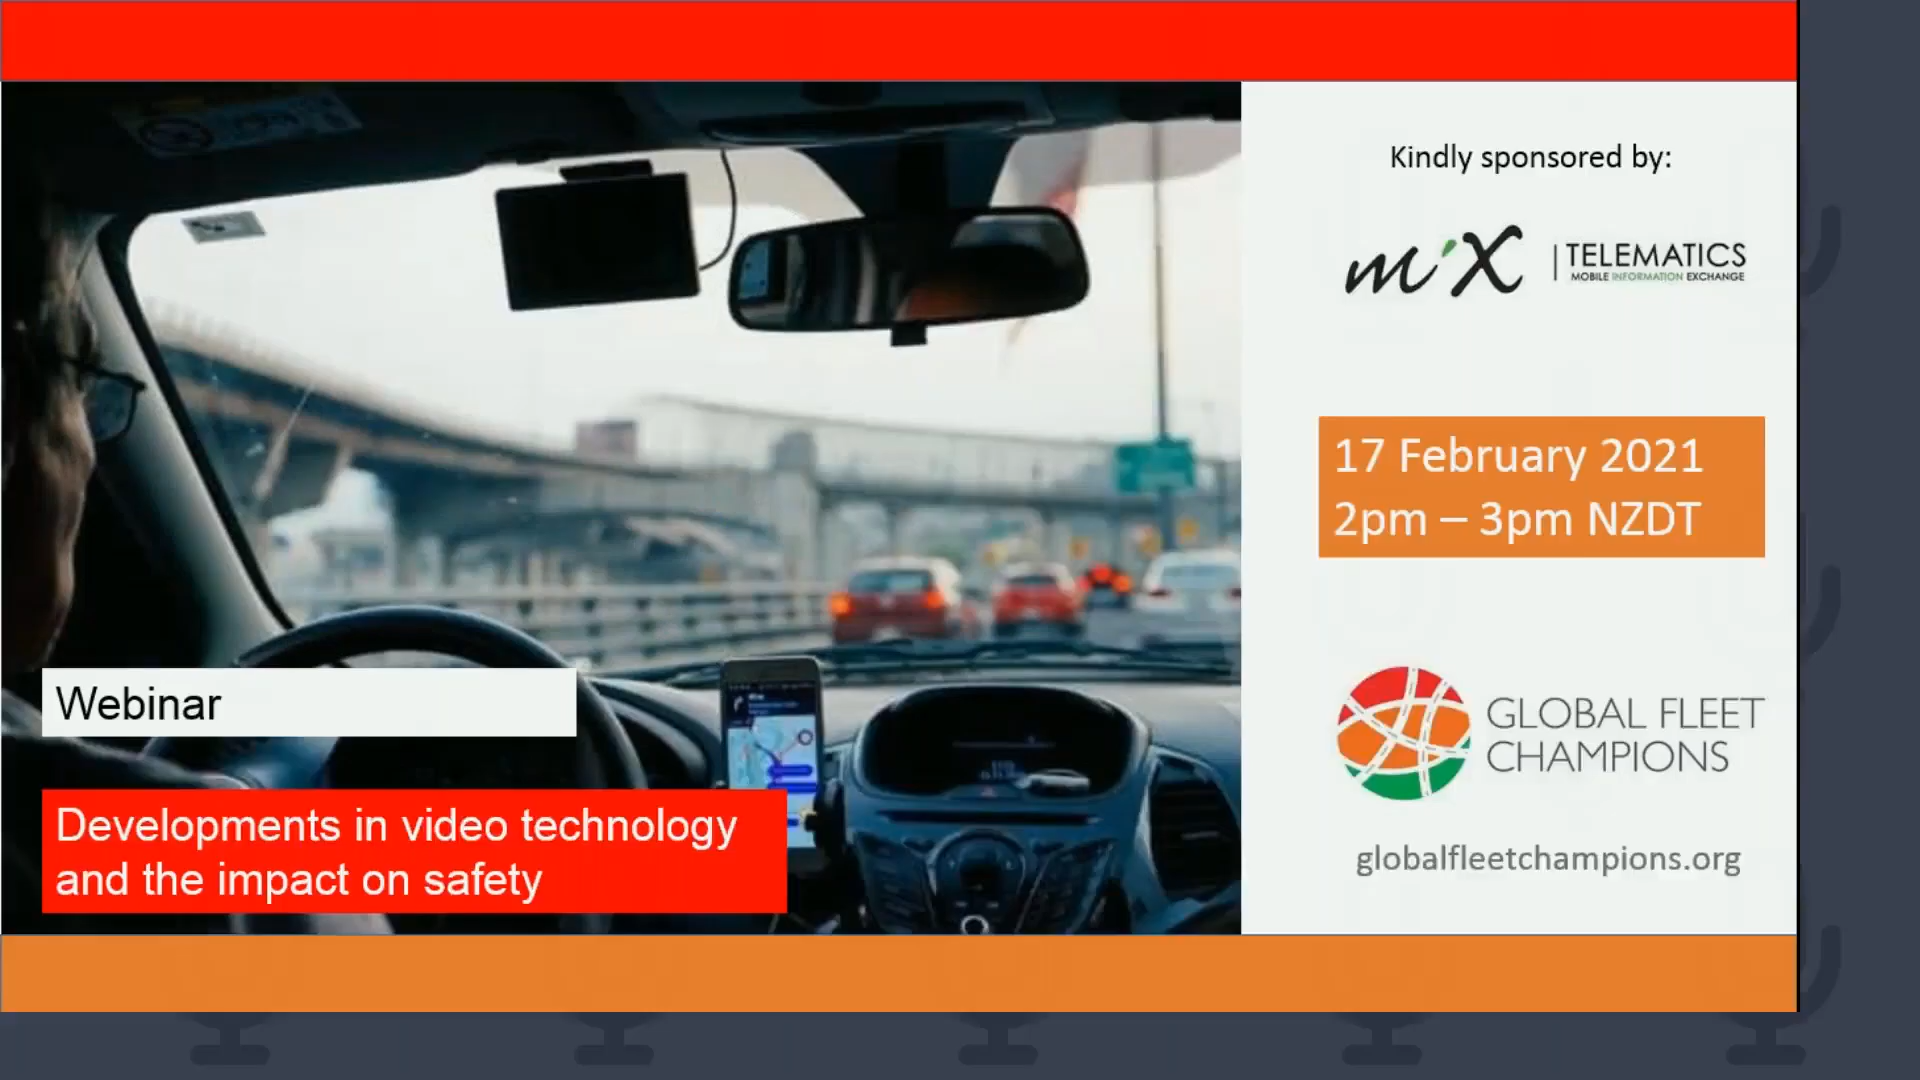 Kindly sponsored by:
m'X | TELEMATICS
MOBILE INFORMATION EXCHANGE
17 February 2021
2pm – 3pm NZDT
Webinar
Developments in video technology
and the impact on safety
GLOBAL FLEET
CHAMPIONS
globalfleetchampions.org